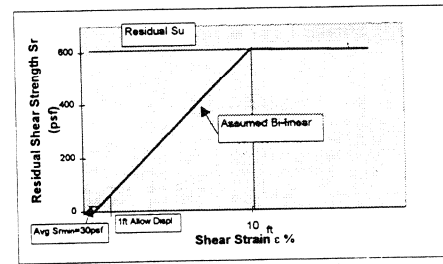 Residual Su
600
400
200
0
Residual Shear Strength Sr
(psf)
Assumed Bi-linear
1ft Allow Displ
Avg Srmin=30psf
10 ft
Shear Strain ε %